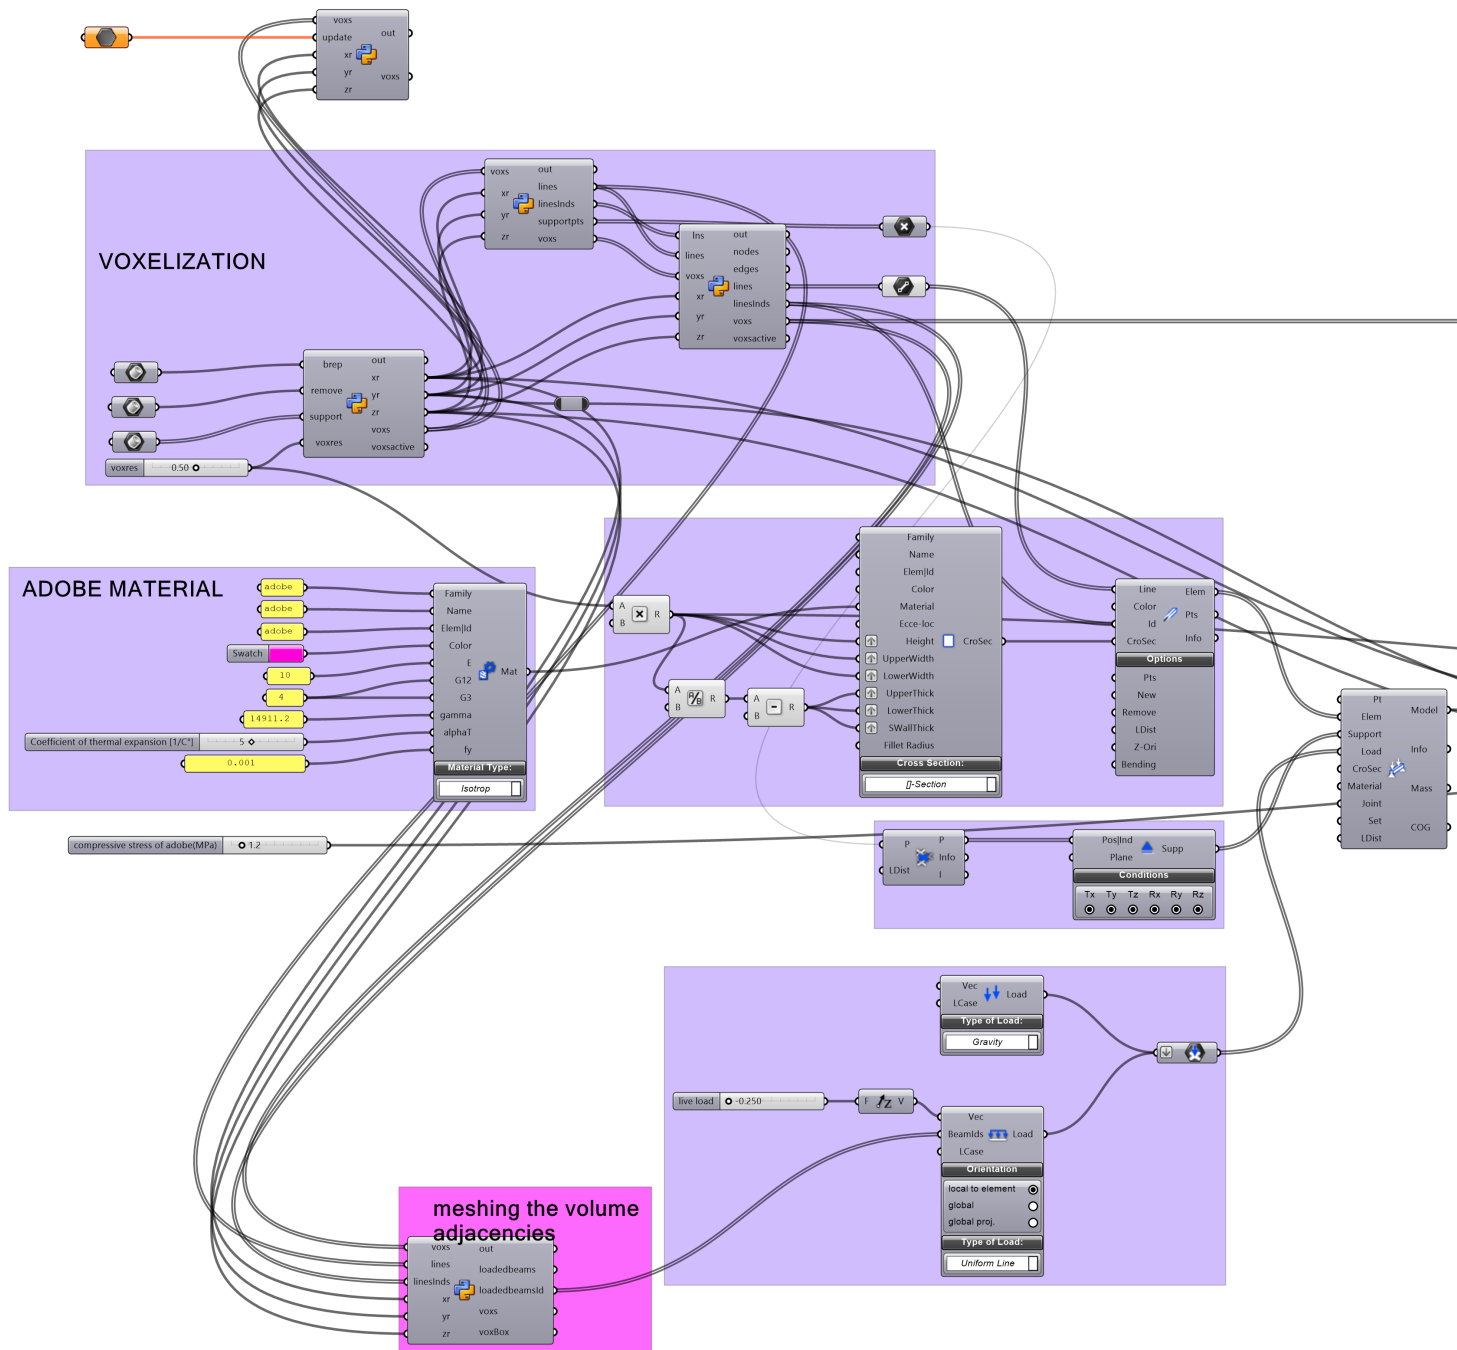 voxs
update
xr
yr
zr
out
voxs
VOXELIZATION
voxs
xr
yr
zr
out
lines
linesInds
supportpts
voxs
lns
lines
voxs
xr
yr
zr
out
nodes
edges
lines
linesInds
voxs
voxsactive
brep
remove
support
voxres
out
xr
yr
zr
voxs
voxsactive
voxres 0.50
ADOBE MATERIAL
adobe
adobe
adobe
Swatch
10
4
14911.2
Coefficient of thermal expansion [1/C°] 5
0.001
Family
Name
Elem|Id
Color
E
G12
G3
gamma
alphaT
fy
Mat
Material Type:
Isotrop
compressive stress of adobe(MPa) 1.2
A
B
R
A
B
A/B
R
A
B
R
Family
Name
Elem|Id
Color
Material
Ecce-loc
Height
UpperWidth
LowerWidth
UpperThick
LowerThick
SWallThick
Fillet Radius
CroSec
Cross Section:
[]-Section
Line
Color
Id
CroSec
Elem
Pts
Info
Options
Pts
New
Remove
LDist
Z-Ori
Bending
Pt
Elem
Support
Load
CroSec
Material
Joint
Set
LDist
Model
Info
Mass
COG
P
LDist
P
Info
I
Pos|Ind
Plane
Supp
Conditions
Tx Ty Tz Rx Ry Rz
Vec
LCase
Load
Type of Load:
Gravity
live load -0.250
F Z V
Vec
BeamIds
LCase
Load
Orientation
local to element
global
global proj.
Type of Load:
Uniform Line
meshing the volume
adjacencies
voxs
lines
linesInds
xr
yr
zr
out
loadedbeams
loadedbeamsId
voxs
voxBox